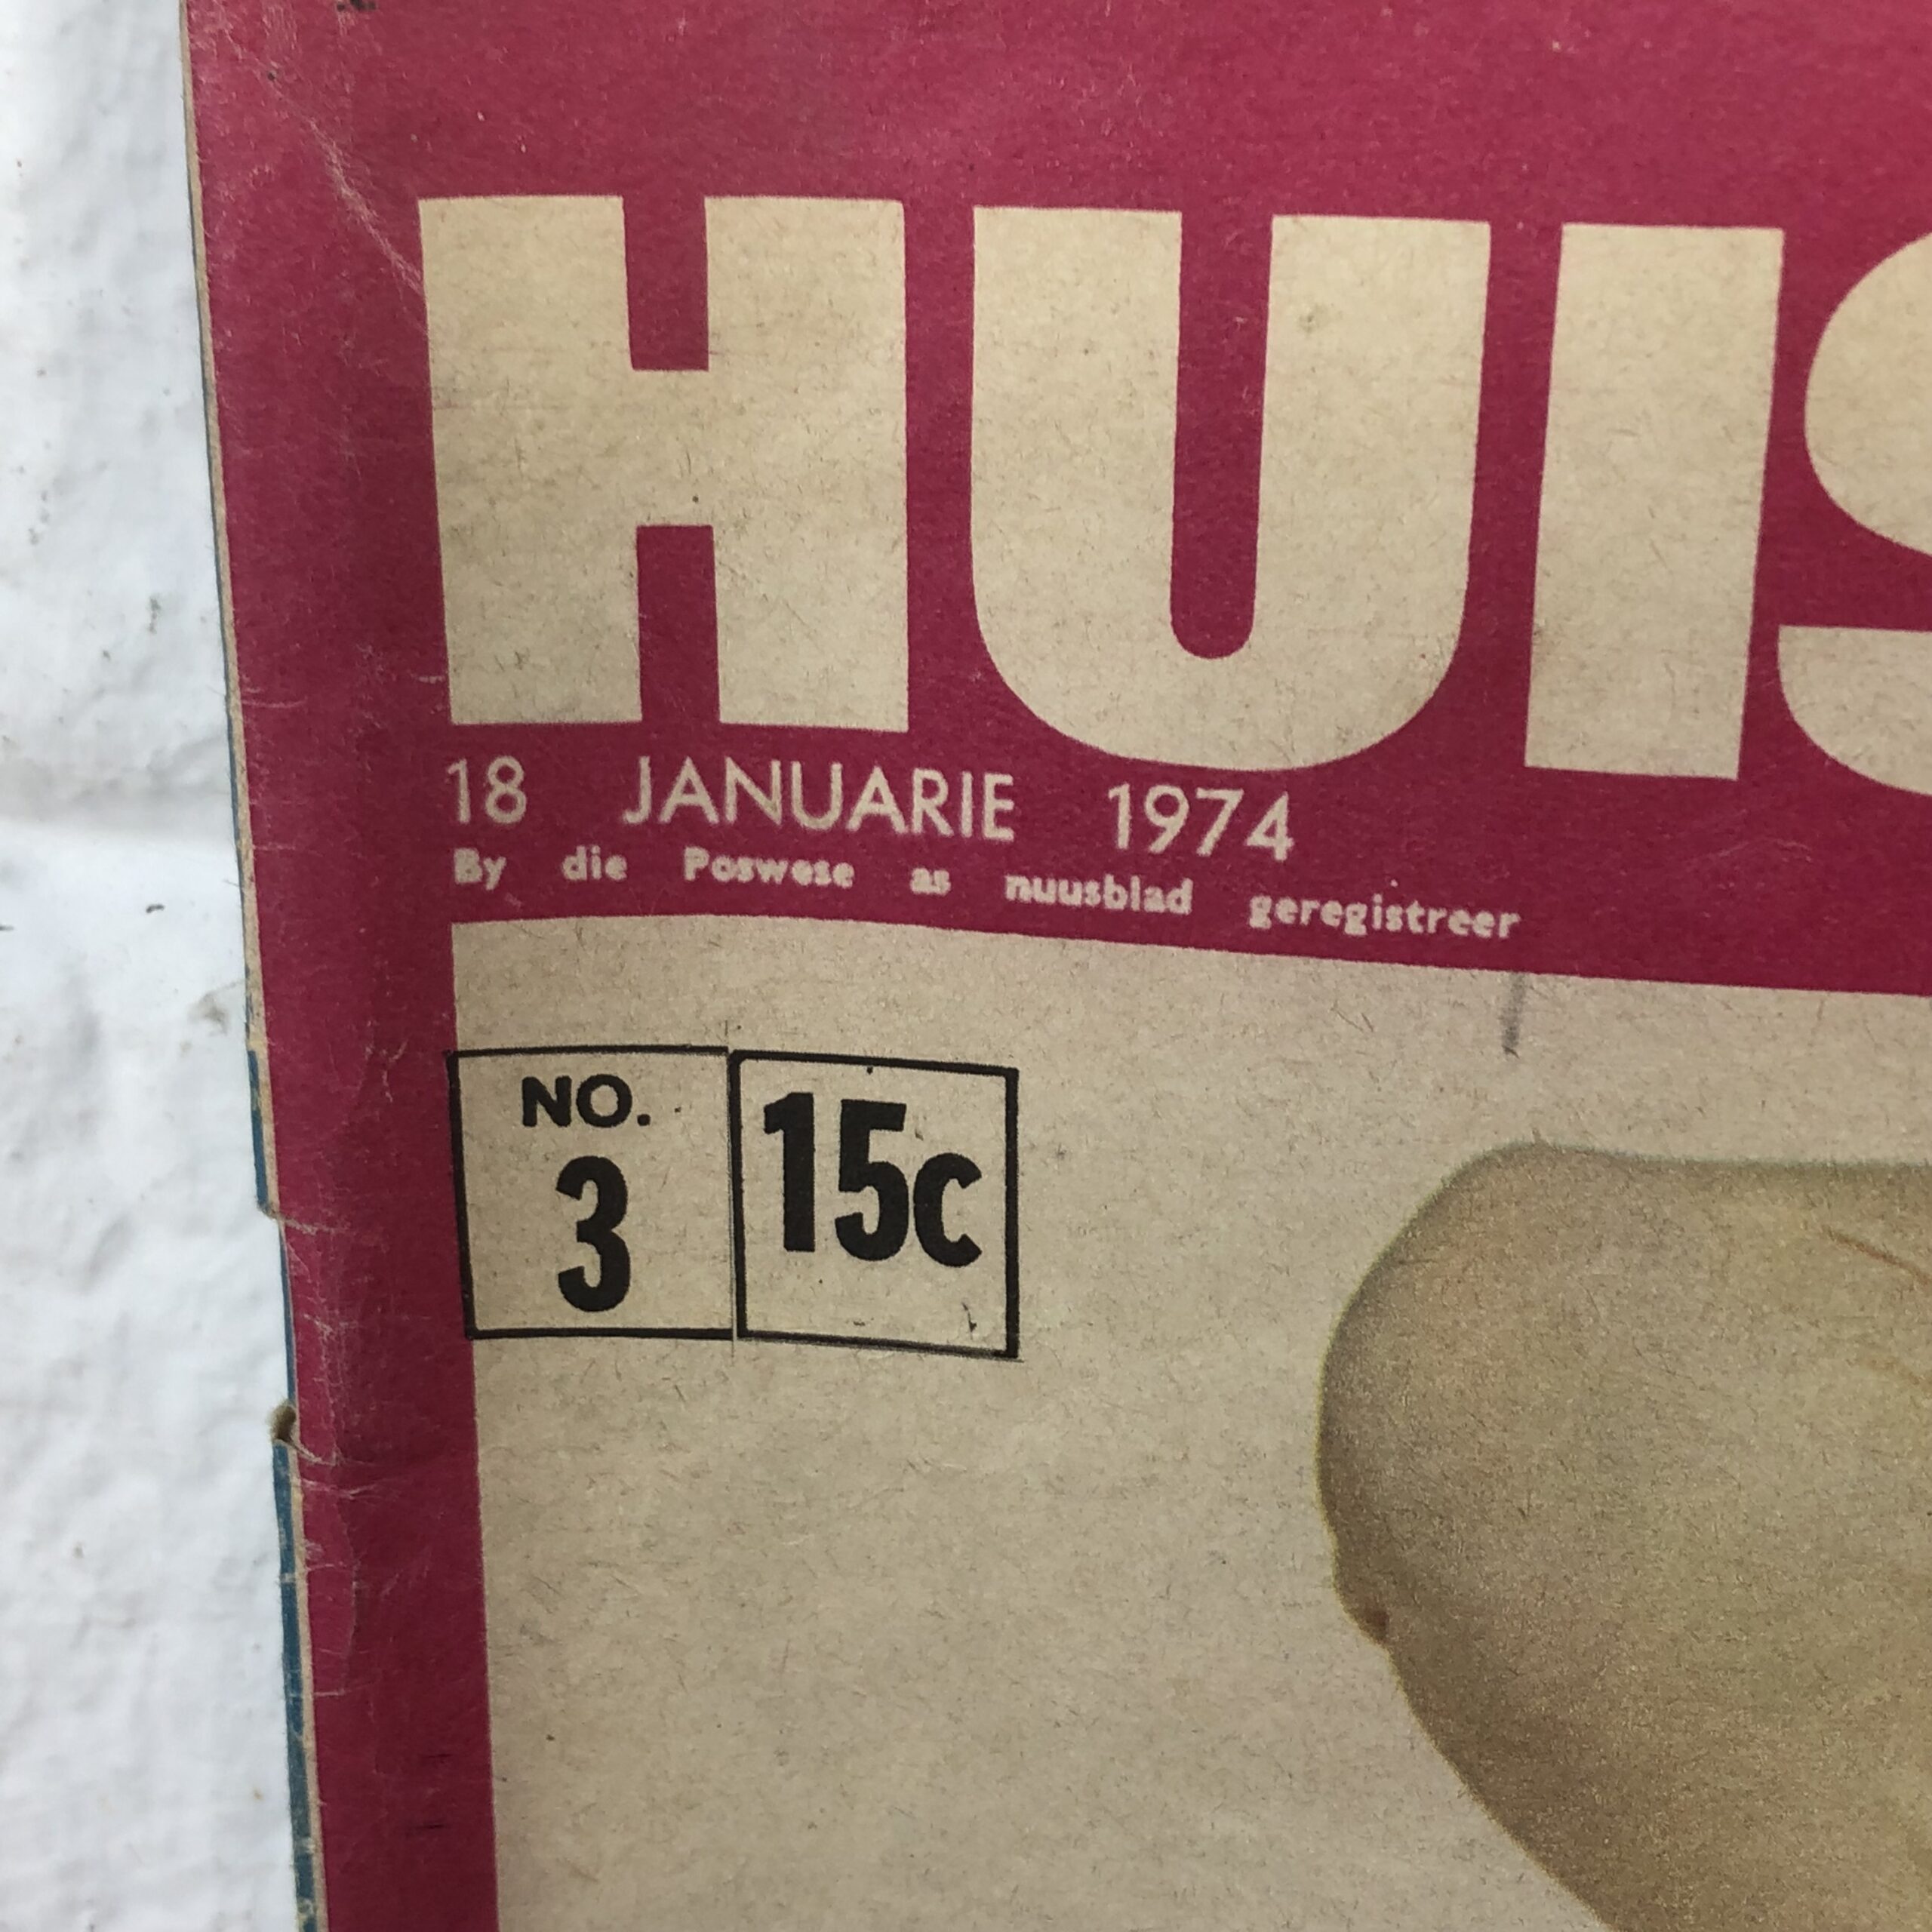 HUIS
18 JANUARIE 1974
By die Poswese as nuusblad geregistreer
NO.
3
15c